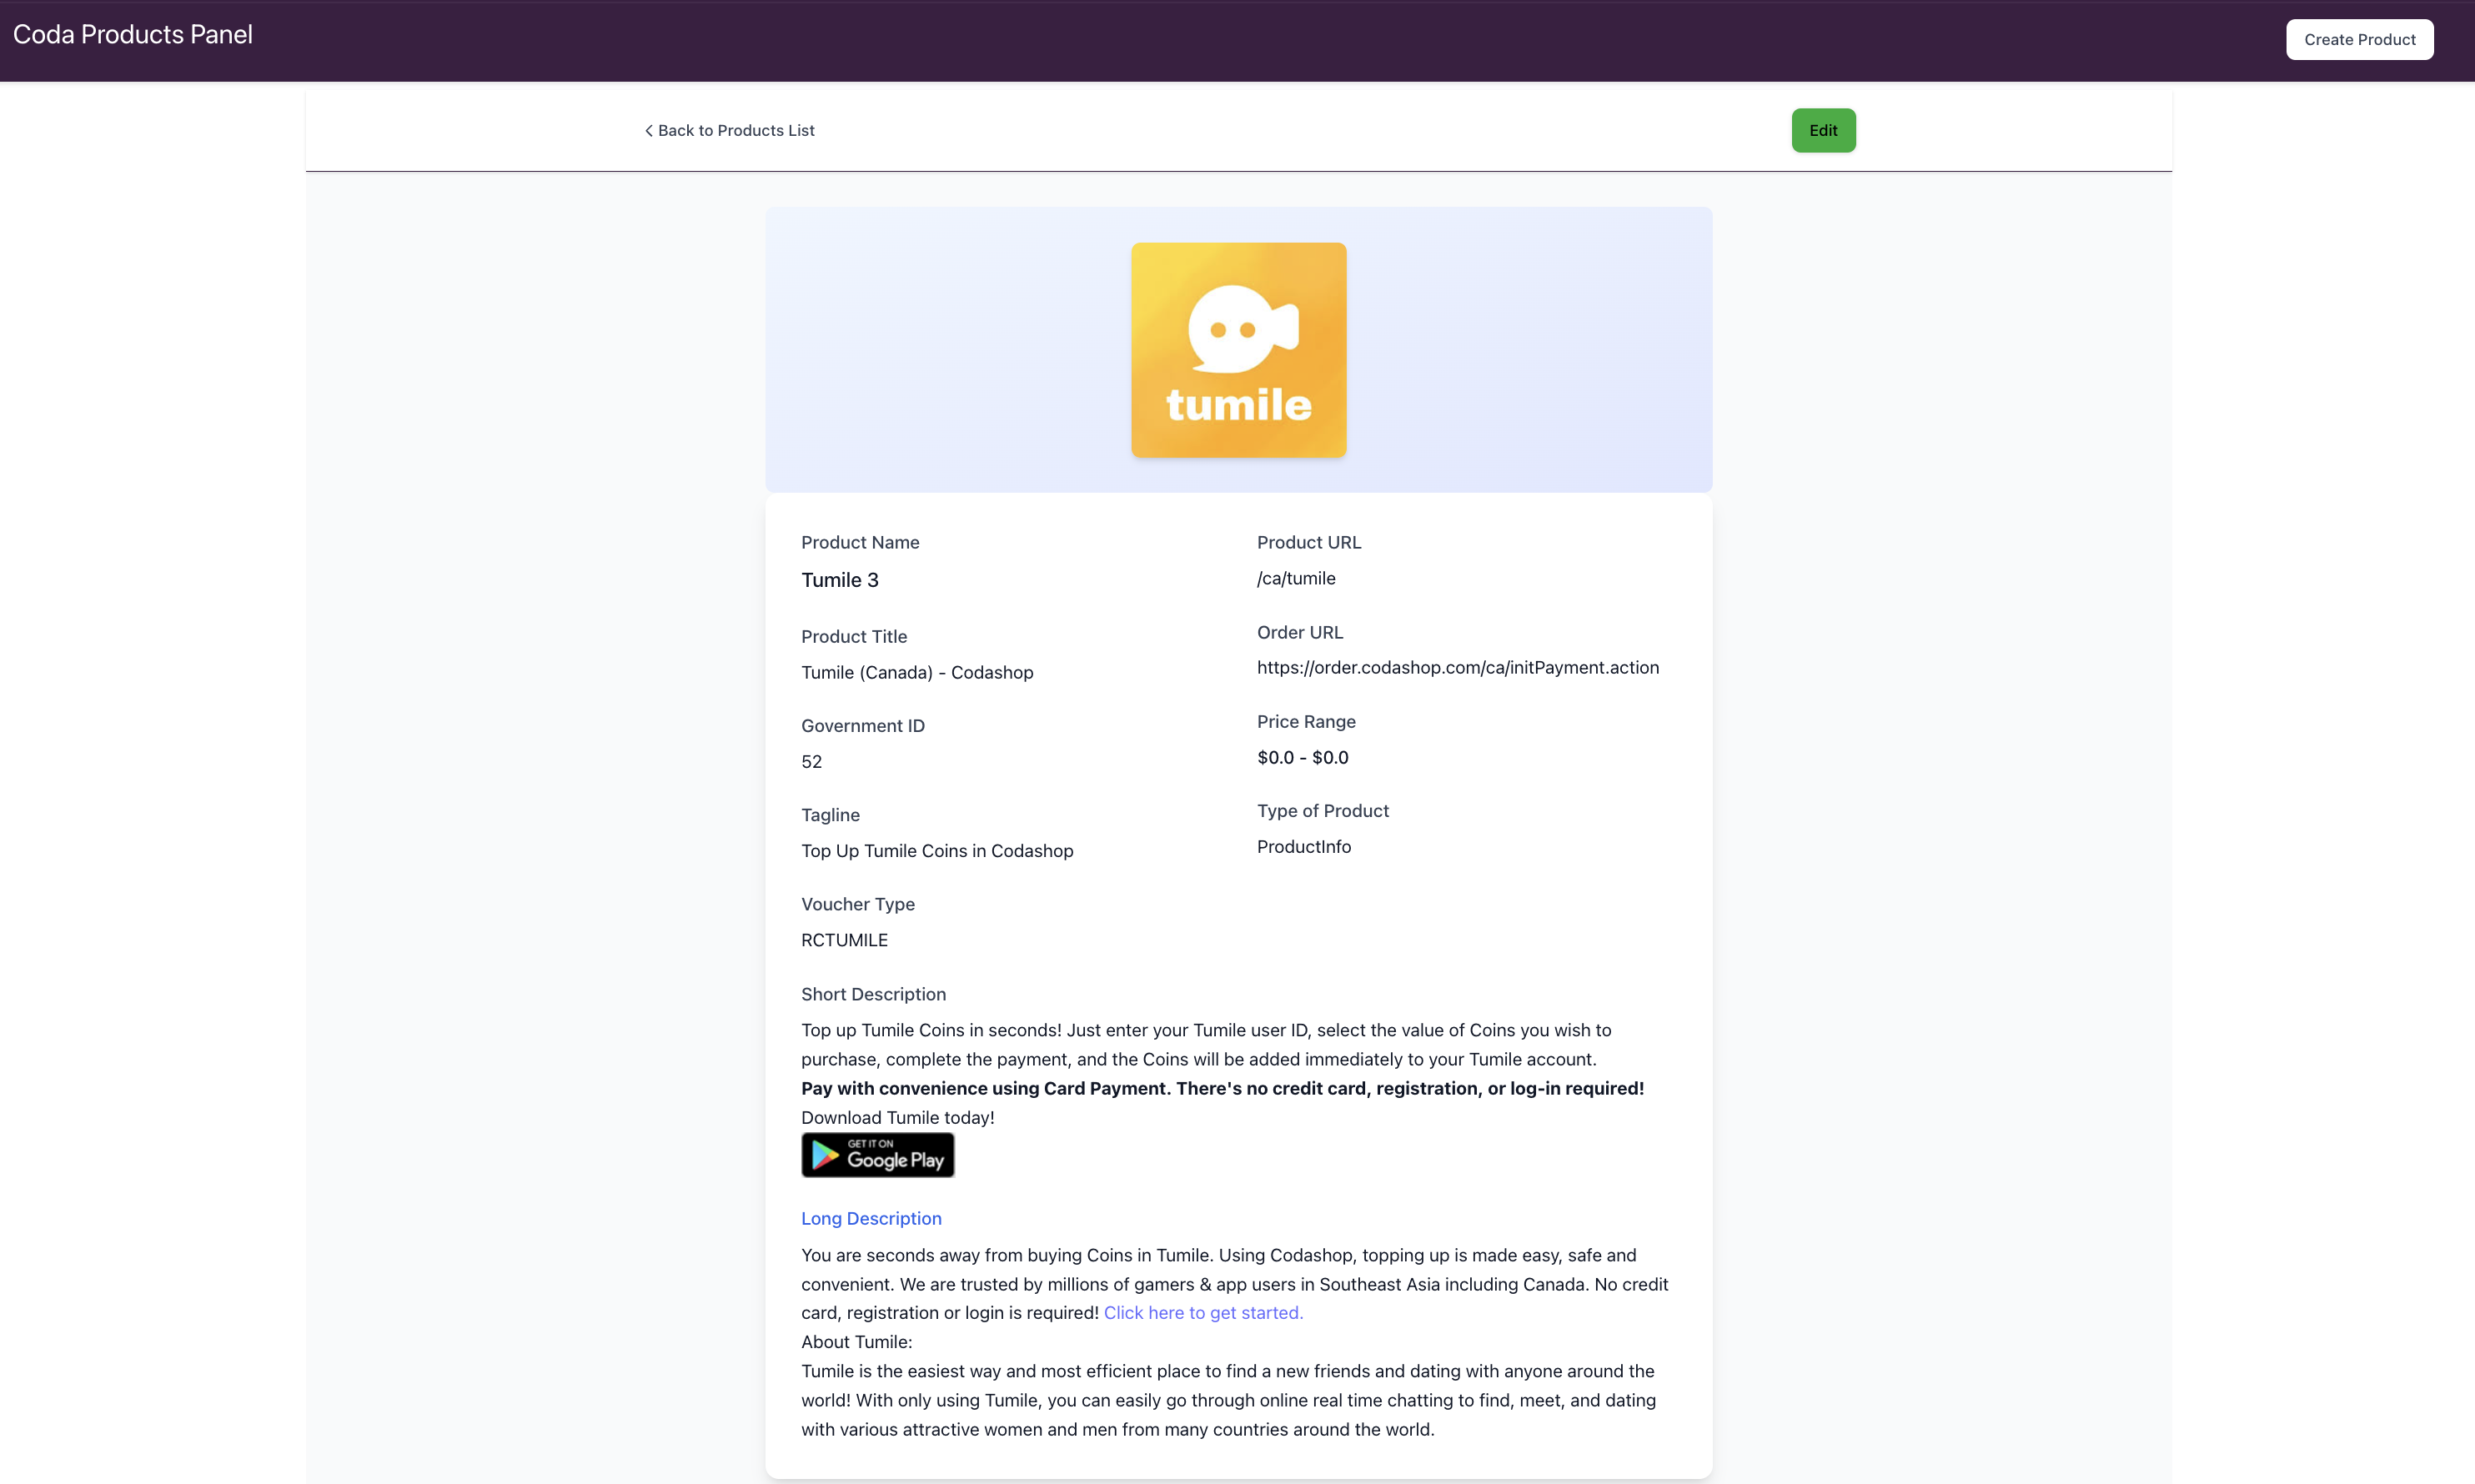 Coda Products Panel
Create Product
Back to Products List
Edit
tumile
Product Name
Tumile 3
Product Title
Tumile (Canada) - Codashop
Government ID
52
Tagline
Top Up Tumile Coins in Codashop
Voucher Type
RCTUMILE
Product URL
/ca/tumile
Order URL
https://order.codashop.com/ca/initPayment.action
Price Range
$0.0 - $0.0
Type of Product
ProductInfo
Short Description
Top up Tumile Coins in seconds! Just enter your Tumile user ID, select the value of Coins you wish to
purchase, complete the payment, and the Coins will be added immediately to your Tumile account.
Pay with convenience using Card Payment. There's no credit card, registration, or log-in required!
Download Tumile today!
GET IT ON
Google Play
Long Description
You are seconds away from buying Coins in Tumile. Using Codashop, topping up is made easy, safe and
convenient. We are trusted by millions of gamers & app users in Southeast Asia including Canada. No credit
card, registration or login is required! Click here to get started.
About Tumile:
Tumile is the easiest way and most efficient place to find a new friends and dating with anyone around the
world! With only using Tumile, you can easily go through online real time chatting to find, meet, and dating
with various attractive women and men from many countries around the world.